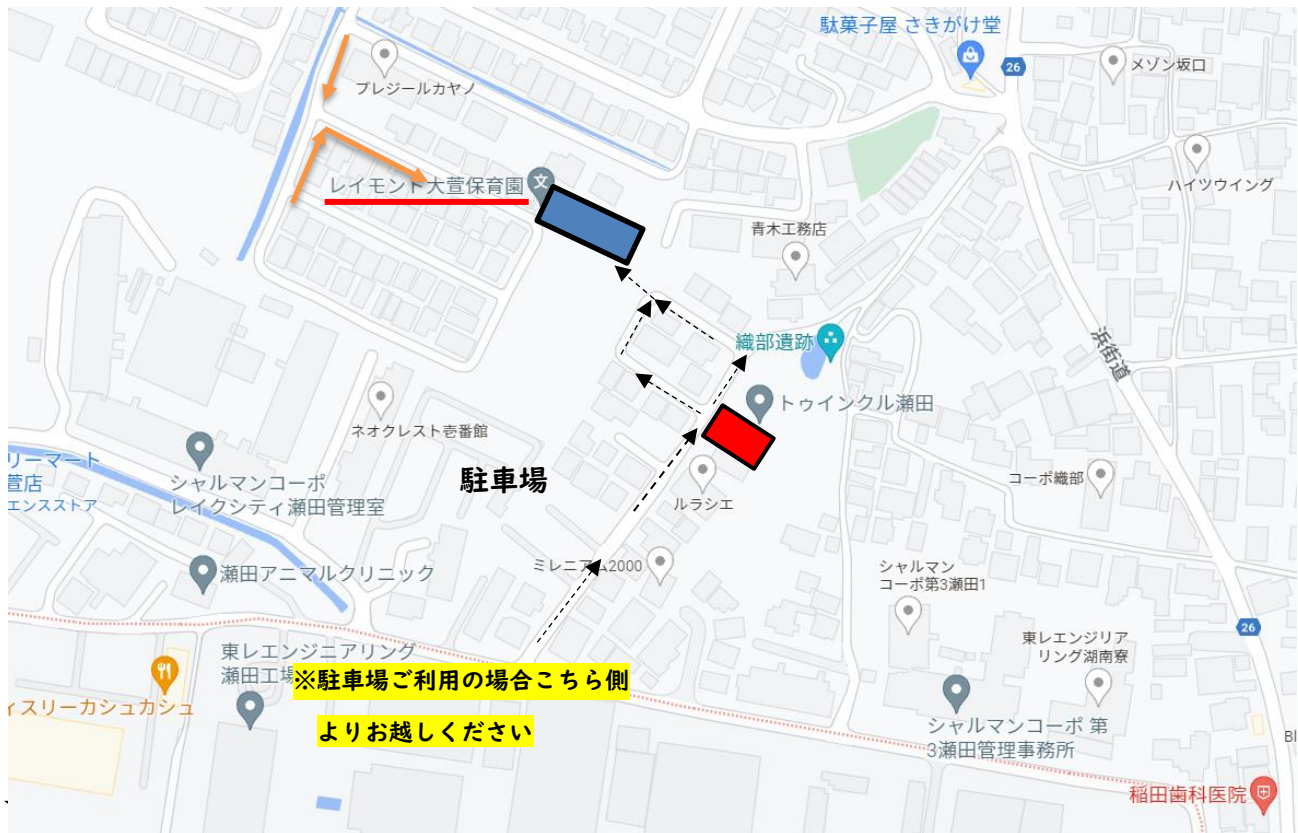 駄菓子屋 さきがけ堂
26
メゾン坂口
プレジールカヤノ
レイモンド大萱保育園
文
ハイツウイング
青木工務店
浜街道
織部遺跡
トゥインクル瀬田
ネオクレスト壱番館
リーマート
萱店
エンスストア
シャルマンコーポ
レイクシティ瀬田管理室
駐車場
ルラシエ
コーポ織部
瀬田アニマルクリニック
ミレニアム2000
シャルマン
コーポ第3瀬田1
26
東レエンジニアリング
瀬田工場
東レエンジリア
リング湖南寮
※駐車場ご利用の場合こちら側
よりお越しください
ィスリーカシュカシュ
シャルマンコーポ 第
3瀬田管理事務所
Bl
稲田歯科医院